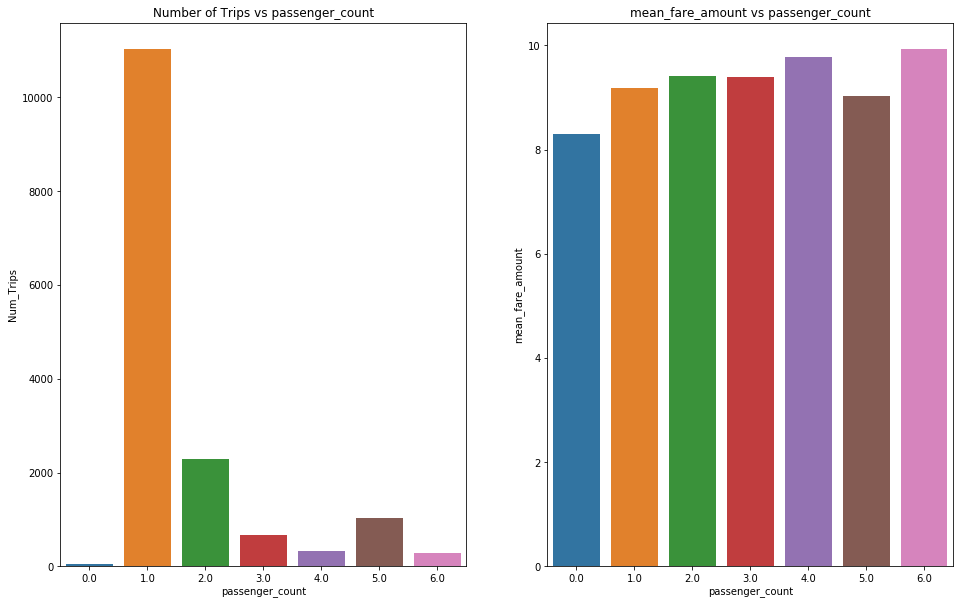 Number of Trips vs passenger_count
10000
8000
6000
4000
2000
0
Num_Trips
0.0 1.0 2.0 3.0 4.0 5.0 6.0
passenger_count
mean_fare_amount vs passenger_count
10
8
6
4
2
0
mean_fare_amount
0.0 1.0 2.0 3.0 4.0 5.0 6.0
passenger_count